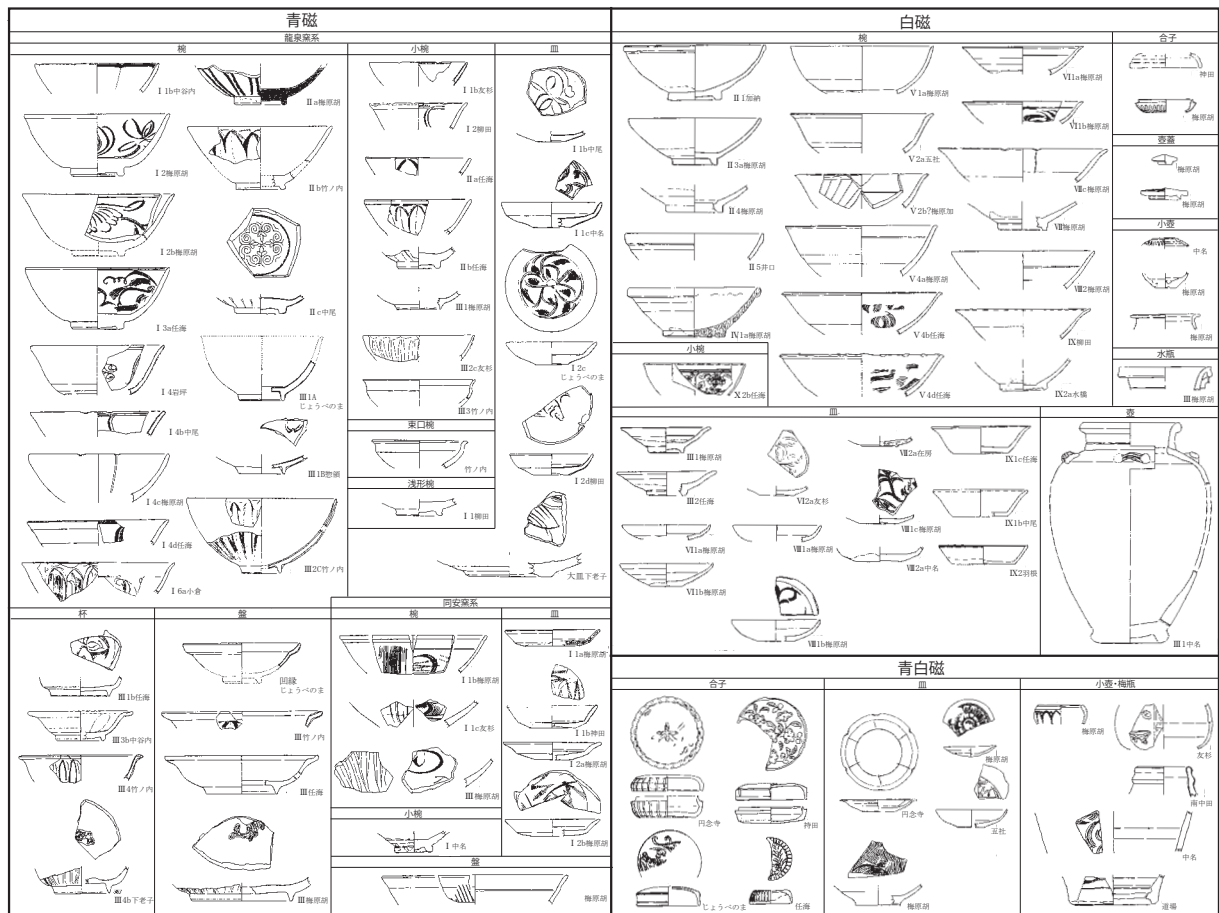 青磁
龍泉窯系
椀
Ⅰ1b中谷内
Ⅱa梅原胡
Ⅰ2梅原胡
Ⅱb竹ノ内
Ⅰ2b梅原胡
Ⅱc中尾
Ⅰ3a任海
Ⅲ1A
じょうべのま
Ⅰ4岩坪
Ⅰ4b中尾
Ⅲ1B惣領
Ⅰ4c梅原胡
Ⅰ4d任海
Ⅲ2C竹ノ内
Ⅰ6a小倉
小椀
Ⅰ1b友杉
Ⅰ2柳田
Ⅱa任海
Ⅱb任海
Ⅲ1梅原胡
Ⅲ2c友杉
Ⅲ3竹ノ内
束口椀
竹ノ内
浅形椀
Ⅰ1柳田
皿
Ⅰ1b中尾
Ⅰ1c中名
Ⅰ2c
じょうべのま
Ⅰ2d柳田
大皿下老子
杯
Ⅲ1b任海
Ⅲ3b中谷内
Ⅲ4竹ノ内
Ⅲ4b下老子
盤
凹縁
じょうべのま
Ⅲ竹ノ内
Ⅲ任海
Ⅲ梅原胡
同安窯系
椀
Ⅰ1b梅原胡
Ⅰ1c友杉
Ⅲ梅原胡
小椀
Ⅰ中名
皿
Ⅰ1a梅原胡
Ⅰ1b神田
Ⅰ2a梅原胡
Ⅰ2b梅原胡
盤
梅原胡
白磁
椀
Ⅱ1加納
Ⅱ3a梅原胡
Ⅱ4梅原胡
Ⅱ5井口
Ⅳ1a梅原胡
Ⅴ1a梅原胡
Ⅴ2a五社
Ⅴ2b?梅原加
Ⅴ4a梅原胡
Ⅴ4b任海
Ⅴ4d任海
Ⅵ1a梅原胡
Ⅵ1b梅原胡
Ⅶc梅原胡
Ⅶ梅原胡
Ⅷ2梅原胡
Ⅸ柳田
Ⅸ2a水橋
小椀
Ⅹ2b任海
合子
神田
梅原胡
壺蓋
梅原胡
梅原胡
小壺
中名
梅原胡
梅原胡
水瓶
Ⅲ梅原胡
皿
Ⅲ1梅原胡
Ⅲ2任海
Ⅵ1a梅原胡
Ⅵ1b梅原胡
Ⅵ2a友杉
Ⅷ1a梅原胡
Ⅷ1b梅原胡
Ⅶ2a在房
Ⅷ1c梅原胡
Ⅷ2a中名
Ⅸ1c任海
Ⅸ1b中尾
Ⅸ2羽根
壺
Ⅲ1中名
青白磁
合子
円念寺
持田
じょうべのま
任海
皿
円念寺
梅原胡
五社
梅原胡
小壺・梅瓶
梅原胡
友杉
南中田
中名
道場